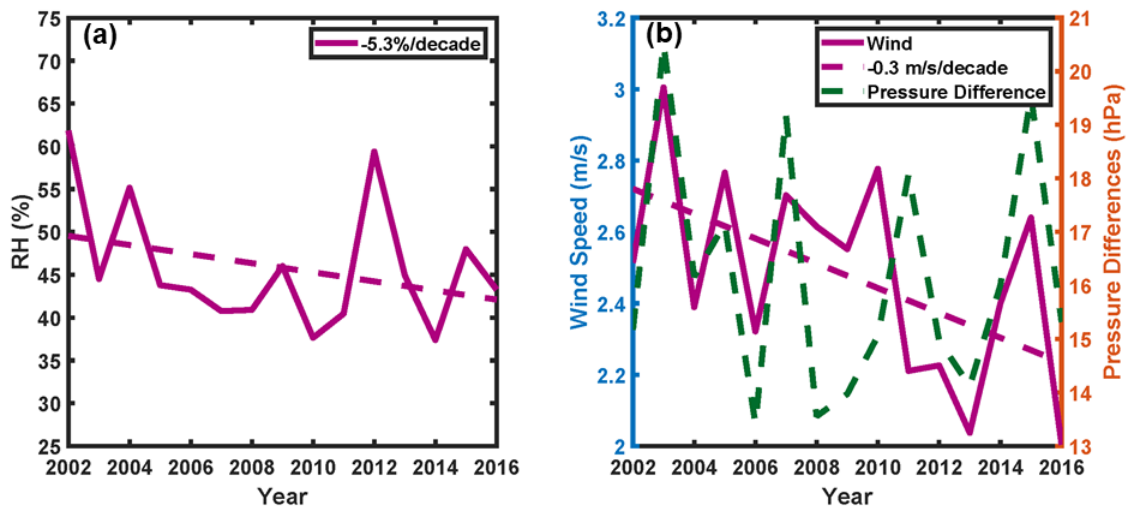 (a)
-5.3%/decade
75
70
65
60
55
50
45
40
35
30
25
RH (%)
2002 2004 2006 2008 2010 2012 2014 2016
Year
(b)
Wind
-0.3 m/s/decade
Pressure Difference
3.2
3
2.8
2.6
2.4
2.2
2
Wind Speed (m/s)
21
20
19
18
17
16
15
14
13
Pressure Differences (hPa)
2002 2004 2006 2008 2010 2012 2014 2016
Year